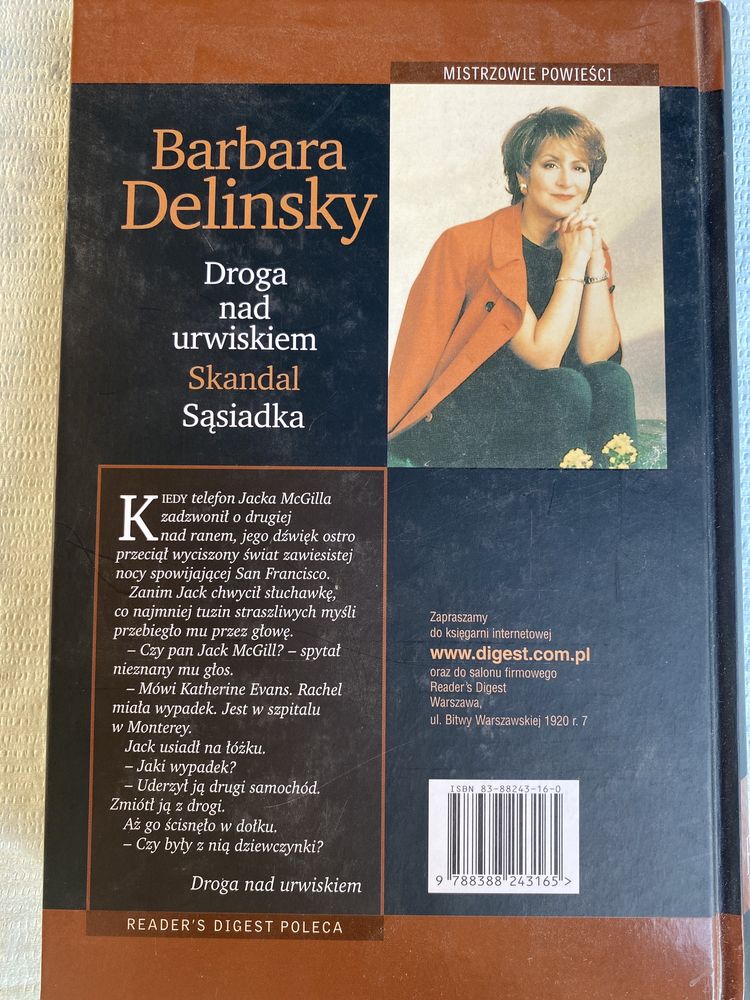 MISTRZOWIE POWIEŚCI
Barbara
Delinsky
Droga
nad
urwiskiem
Skandal
Sąsiadka
KIEDY telefon Jacka McGilla
zadzwonił o drugiej
nad ranem, jego dźwięk ostro
przeciął wyciszony świat zawiesistej
nocy spowijającej San Francisco.
Zanim Jack chwycił słuchawkę,
co najmniej tuzin straszliwych myśli
przebiegło mu przez głowę.
– Czy pan Jack McGill? – spytał
nieznany mu głos.
– Mówi Katherine Evans. Rachel
miała wypadek. Jest w szpitalu
w Monterey.
Jack usiadł na łóżku.
– Jaki wypadek?
– Uderzył ją drugi samochód.
Zmiótł ją z drogi.
Aż go ścisnęło w dołku.
– Czy były z nią dziewczynki?
Droga nad urwiskiem
READER'S DIGEST POLECA
Zapraszamy
do księgarni internetowej
www.digest.com.pl
oraz do salonu firmowego
Reader's Digest
Warszawa,
ul. Bitwy Warszawskiej 1920 r. 7
ISBN 83-88243-16-0
9 788388 243165 >